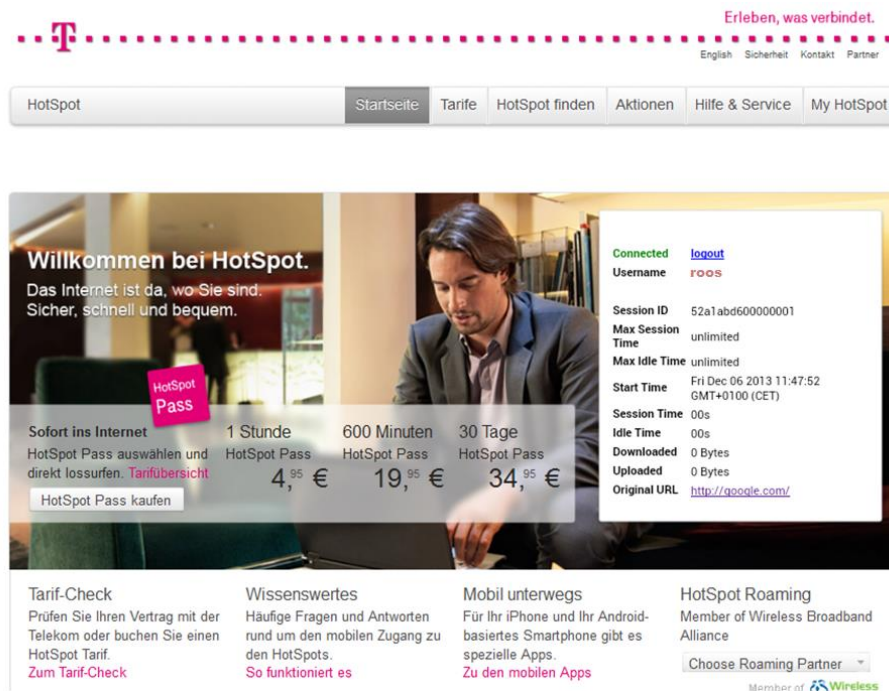 Erleben, was verbindet.
T
English Sicherheit Kontakt Partner
HotSpot Startseite Tarife HotSpot finden Aktionen Hilfe & Service My HotSpot
Willkommen bei HotSpot.
Das Internet ist da, wo Sie sind.
Sicher, schnell und bequem.
HotSpot
Pass
Sofort ins Internet
HotSpot Pass auswählen und
direkt lossurfen. Tarifübersicht
HotSpot Pass kaufen
1 Stunde
HotSpot Pass
4,95 €
600 Minuten
HotSpot Pass
19,95 €
30 Tage
HotSpot Pass
34,95 €
Connected logout
Username roos
Session ID 52a1abd600000001
Max Session
Time unlimited
Max Idle Time unlimited
Start Time Fri Dec 06 2013 11:47:52
GMT+0100 (CET)
Session Time 00s
Idle Time 00s
Downloaded 0 Bytes
Uploaded 0 Bytes
Original URL http://google.com/
Tarif-Check
Prüfen Sie Ihren Vertrag mit der
Telekom oder buchen Sie einen
HotSpot Tarif.
Zum Tarif-Check
Wissenswertes
Häufige Fragen und Antworten
rund um den mobilen Zugang zu
den HotSpots.
So funktioniert es
Mobil unterwegs
Für Ihr iPhone und Ihr Android-
basiertes Smartphone gibt es
spezielle Apps.
Zu den mobilen Apps
HotSpot Roaming
Member of Wireless Broadband
Alliance
Choose Roaming Partner
Member of Wireless